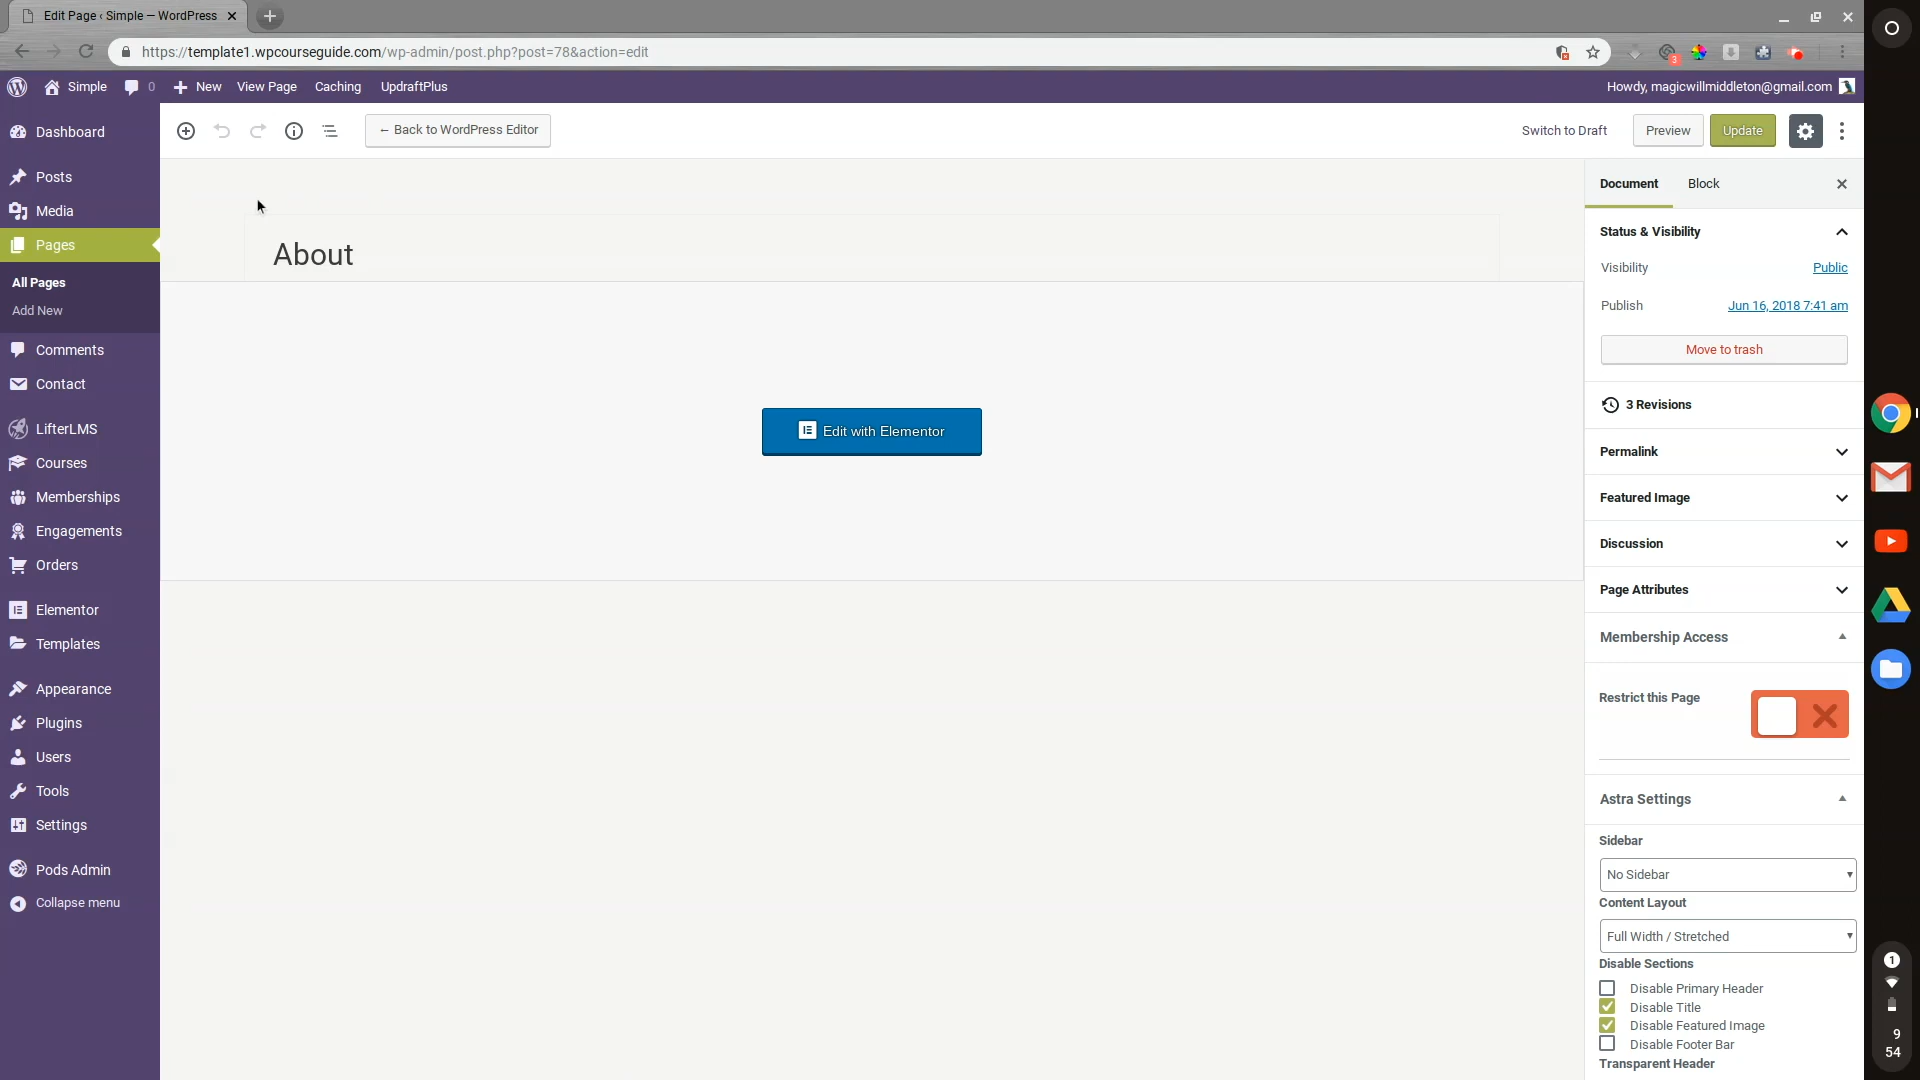 Edit Page ‹ Simple — WordPress
https://template1.wpcourseguide.com/wp-admin/post.php?post=78&action=edit
3
Simple
0
New
View Page
Caching
UpdraftPlus
Howdy, magicwillmiddleton@gmail.com
Dashboard
Posts
Media
Pages
All Pages
Add New
Comments
Contact
LifterLMS
Courses
Memberships
Engagements
Orders
Elementor
Templates
Appearance
Plugins
Users
Tools
Settings
Pods Admin
Collapse menu
← Back to WordPress Editor
Switch to Draft
Preview
Update
About
Edit with Elementor
Document
Block
Status & Visibility
Visibility
Public
Publish
Jun 16, 2018 7:41 am
Move to trash
3 Revisions
Permalink
Featured Image
Discussion
Page Attributes
Membership Access
Restrict this Page
Astra Settings
Sidebar
No Sidebar
Content Layout
Full Width / Stretched
Disable Sections
Disable Primary Header
Disable Title
Disable Featured Image
Disable Footer Bar
Transparent Header
1
9
54